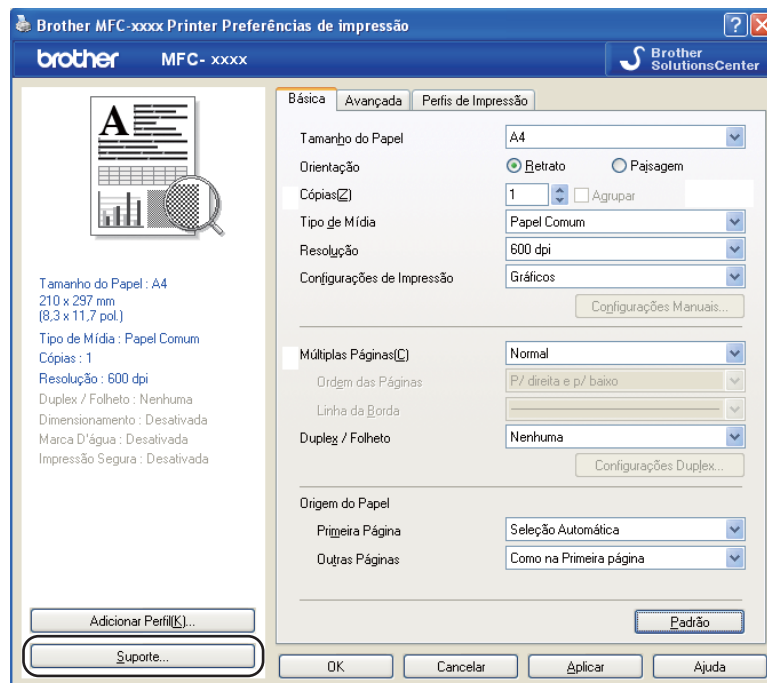 Brother MFC-xxxx Printer Preferências de impressão
brother MFC- xxxx
Brother
SolutionsCenter
Básica Avançada Perfis de Impressão
Tamanho do Papel A4
Orientação Retrato Paisagem
Cópias(Z) 1 Agrupar
Tipo de Mídia Papel Comum
Resolução 600 dpi
Configurações de Impressão Gráficos
Configurações Manuais...
Múltiplas Páginas(C) Normal
Ordem das Páginas P/ direita e p/ baixo
Linha da Borda
Duplex / Folheto Nenhuma
Configurações Duplex...
Origem do Papel
Primeira Página Seleção Automática
Outras Páginas Como na Primeira página
Padrão
A
Tamanho do Papel : A4
210 x 297 mm
(8,3 x 11,7 pol.)
Tipo de Mídia : Papel Comum
Cópias : 1
Resolução : 600 dpi
Duplex / Folheto : Nenhuma
Dimensionamento : Desativada
Marca D'água : Desativada
Impressão Segura : Desativada
Adicionar Perfil(K)...
Suporte...
OK Cancelar Aplicar Ajuda